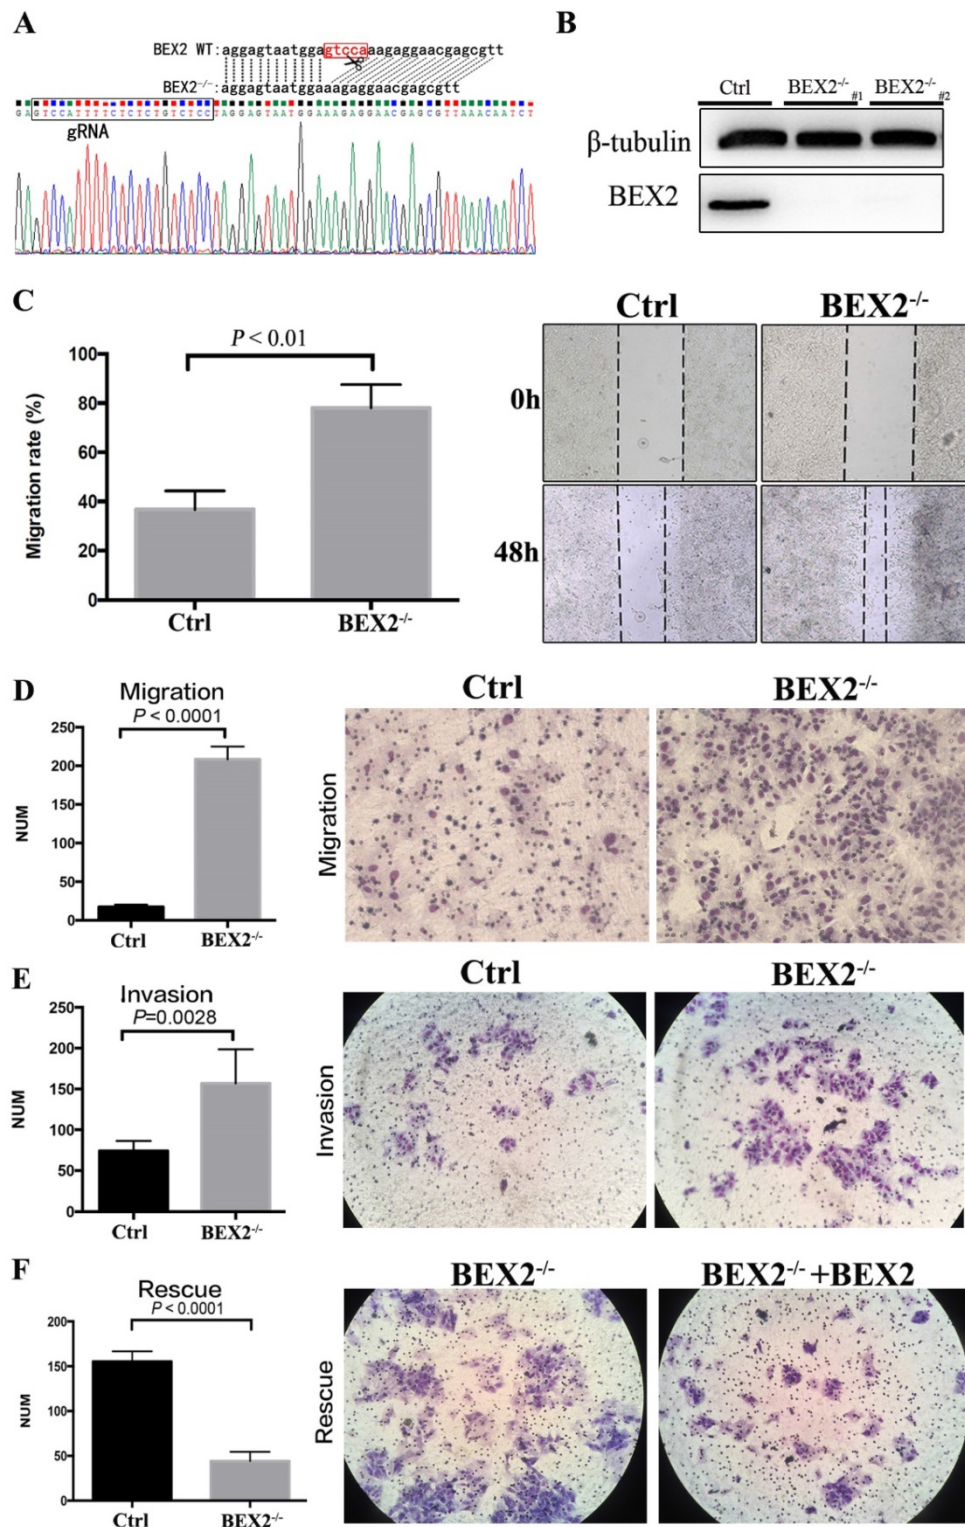 A
BEX2 WT:aggagtaatggagtccaaagaggaacgagcgtt
BEX2-/-:aggagtaatggaaagaggaacgagcgtt
GAGTCCATTTTCTCTCTGTCTCCTAGGAGTAATGGAAAGAGGAACGAGCGTTAAACAATCT
gRNA
B
Ctrl BEX2-/-#1 BEX2-/-#2
β-tubulin
BEX2
C
P < 0.01
Migration rate (%)
100
80
60
40
20
0
Ctrl BEX2-/-
Ctrl BEX2-/-
0h
48h
D
Migration
P < 0.0001
NUM
250
200
150
100
50
0
Ctrl BEX2-/-
Ctrl BEX2-/-
Migration
E
Invasion
P=0.0028
NUM
250
200
150
100
50
0
Ctrl BEX2-/-
Ctrl BEX2-/-
Invasion
F
Rescue
P < 0.0001
NUM
200
150
100
50
0
Ctrl BEX2-/-
BEX2-/- BEX2-/-+BEX2
Rescue